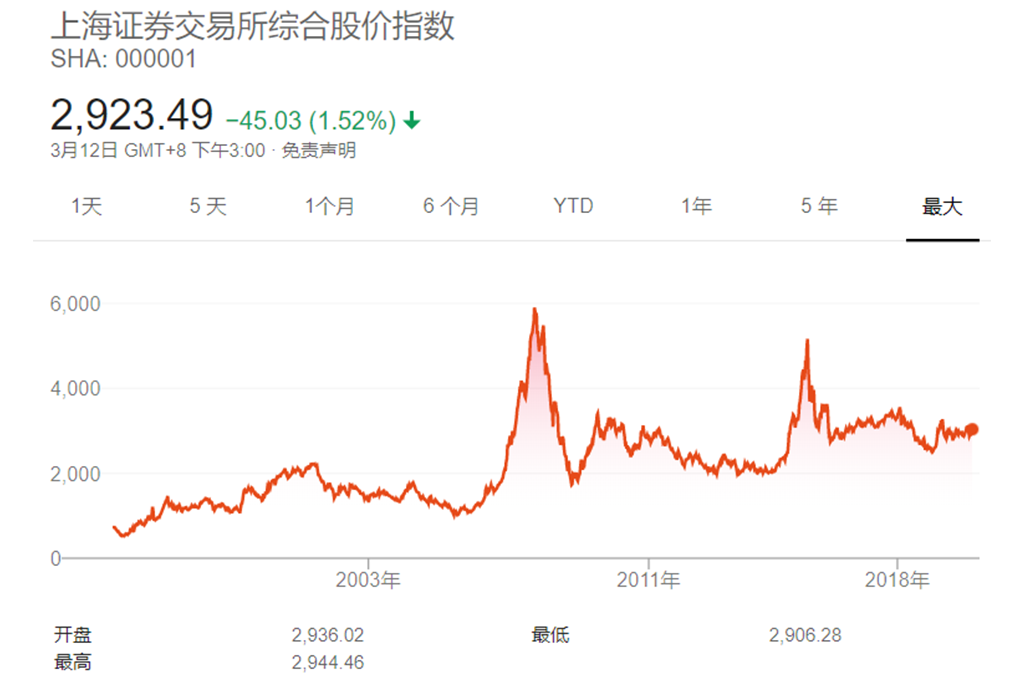 上海证券交易所综合股价指数
SHA: 000001
2,923.49 −45.03 (1.52%) ↓
3月12日 GMT+8 下午3:00 · 免责声明
1天 5 天 1个月 6 个月 YTD 1年 5 年 最大
6,000
4,000
2,000
0
2003年 2011年 2018年
开盘 2,936.02 最低 2,906.28
最高 2,944.46